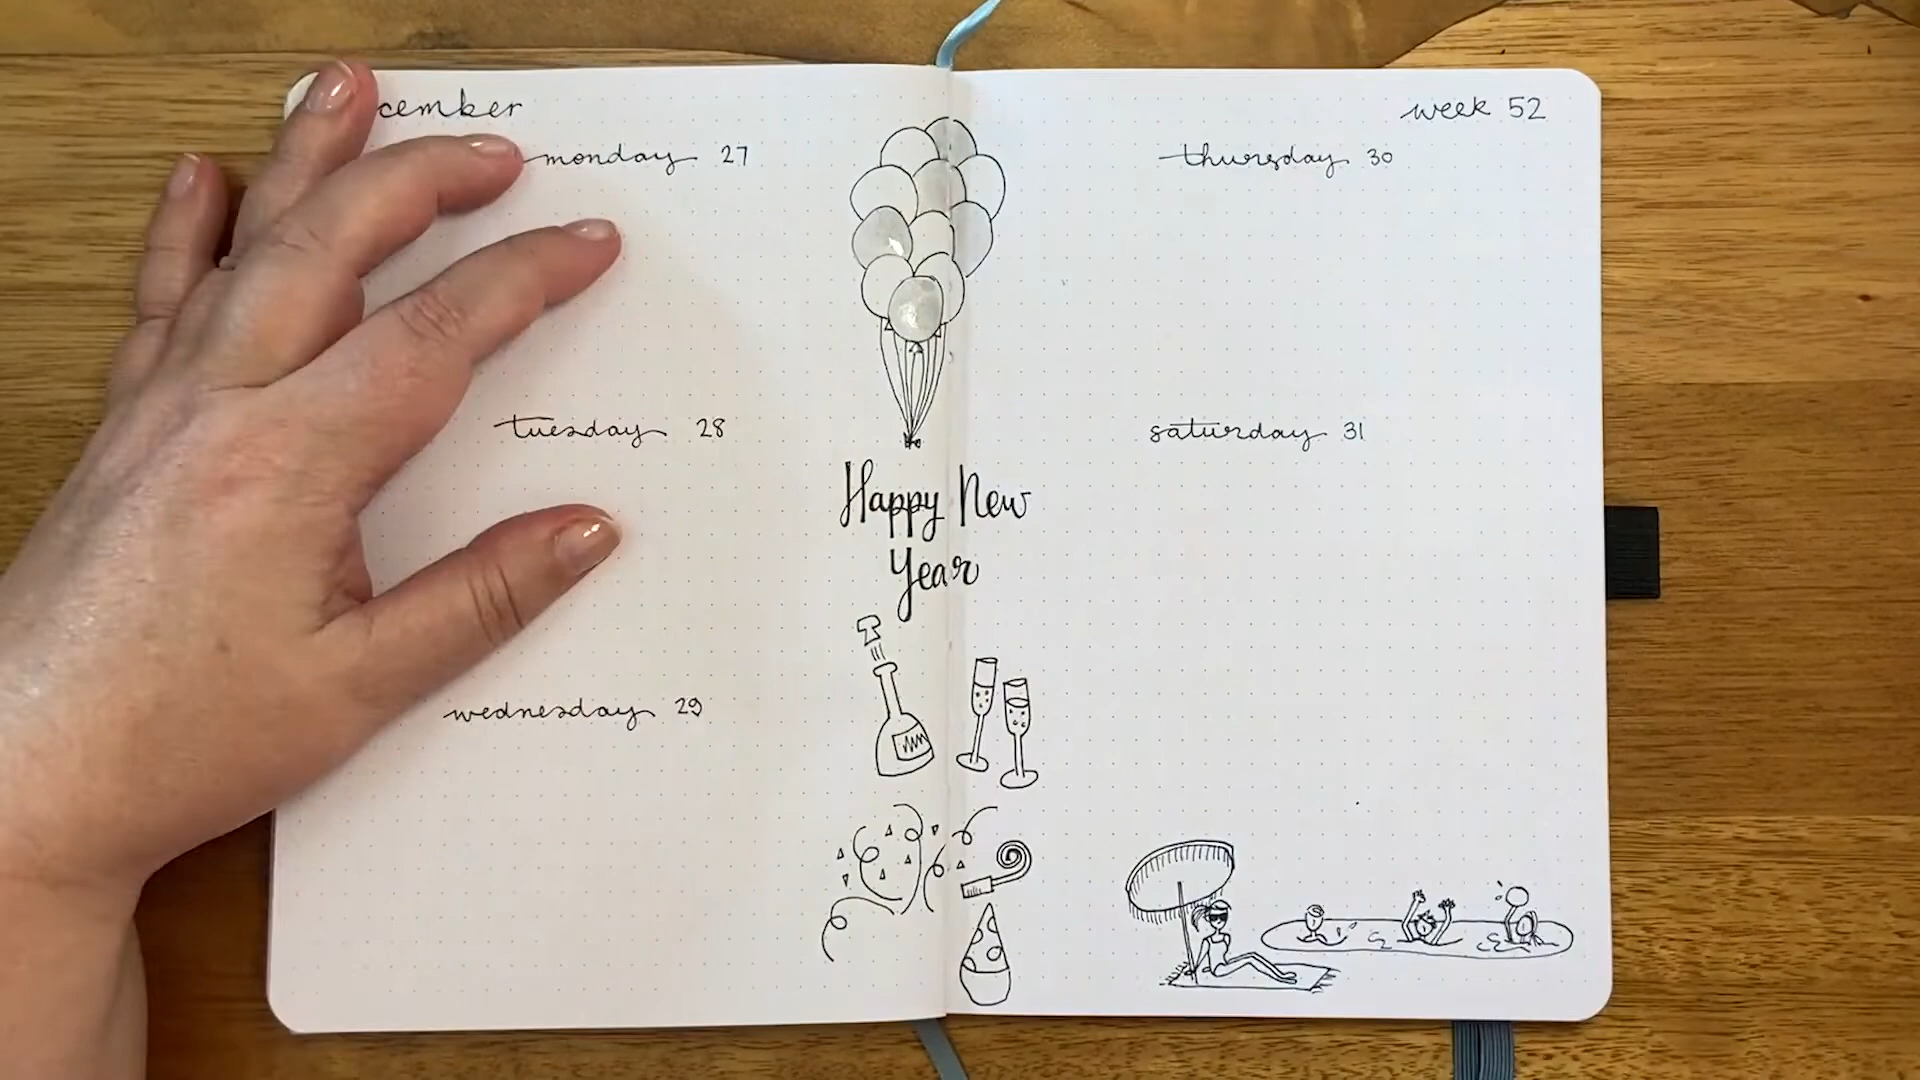 cember
monday 27
tuesday 28
wednesday 29
Happy New
Year
week 52
thursday 30
saturday 31